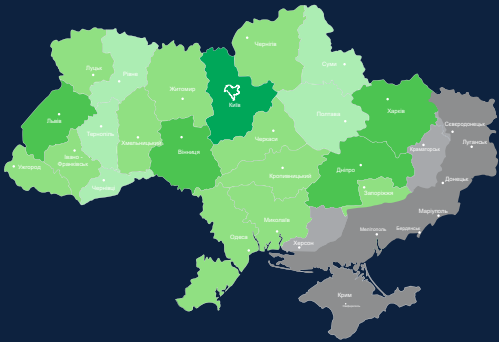 Чернігів
Суми
Луцьк
Рівне
Житомир
Київ
Харків
Львів
Полтава
Сєвєродонецьк
Тернопіль
Хмельницький
Вінниця
Черкаси
Луганськ
Краматорськ
Івано-
Франківськ
Ужгород
Чернівці
Кропивницький
Дніпро
Запоріжжя
Донецьк
Маріуполь
Миколаїв
Одеса
Херсон
Мелітополь
Бердянськ
Крим